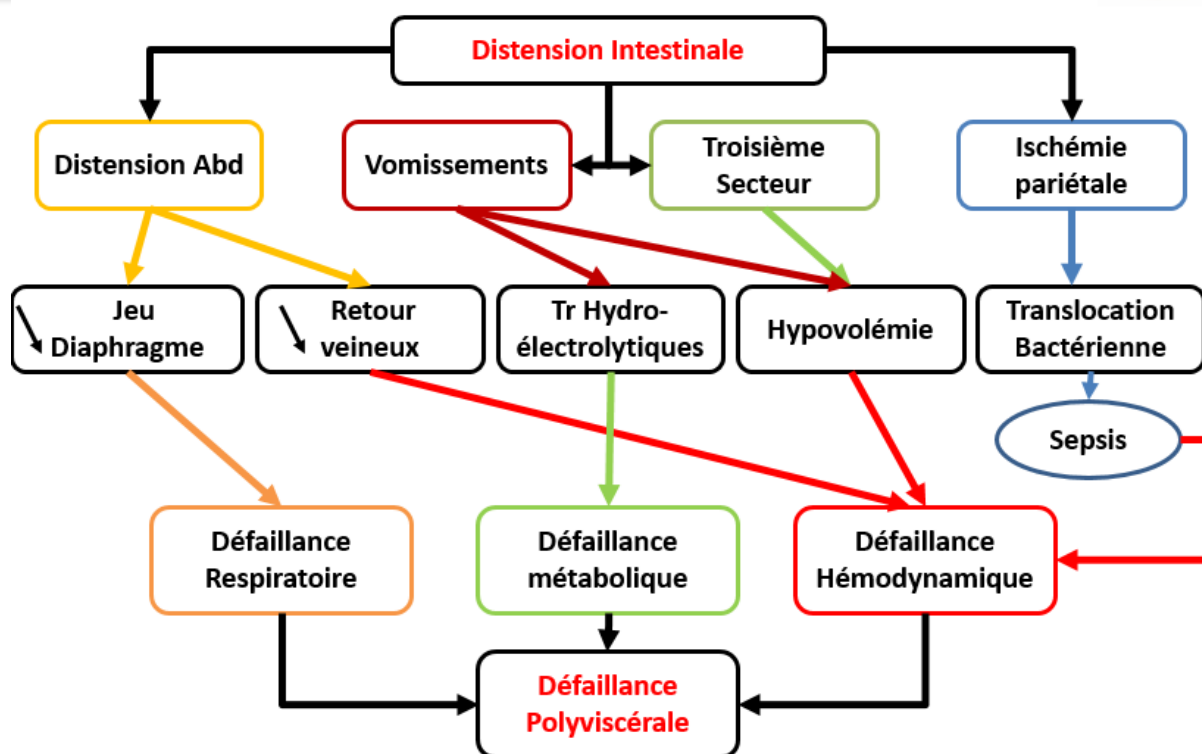 Distension Intestinale
Distension Abd
Vomissements
Troisième
Secteur
Ischémie
pariétale
Jeu
Diaphragme
Retour
veineux
Tr Hydro-
électrolytiques
Hypovolémie
Translocation
Bactérienne
Sepsis
Défaillance
Respiratoire
Défaillance
métabolique
Défaillance
Hémodynamique
Défaillance
Polyviscérale